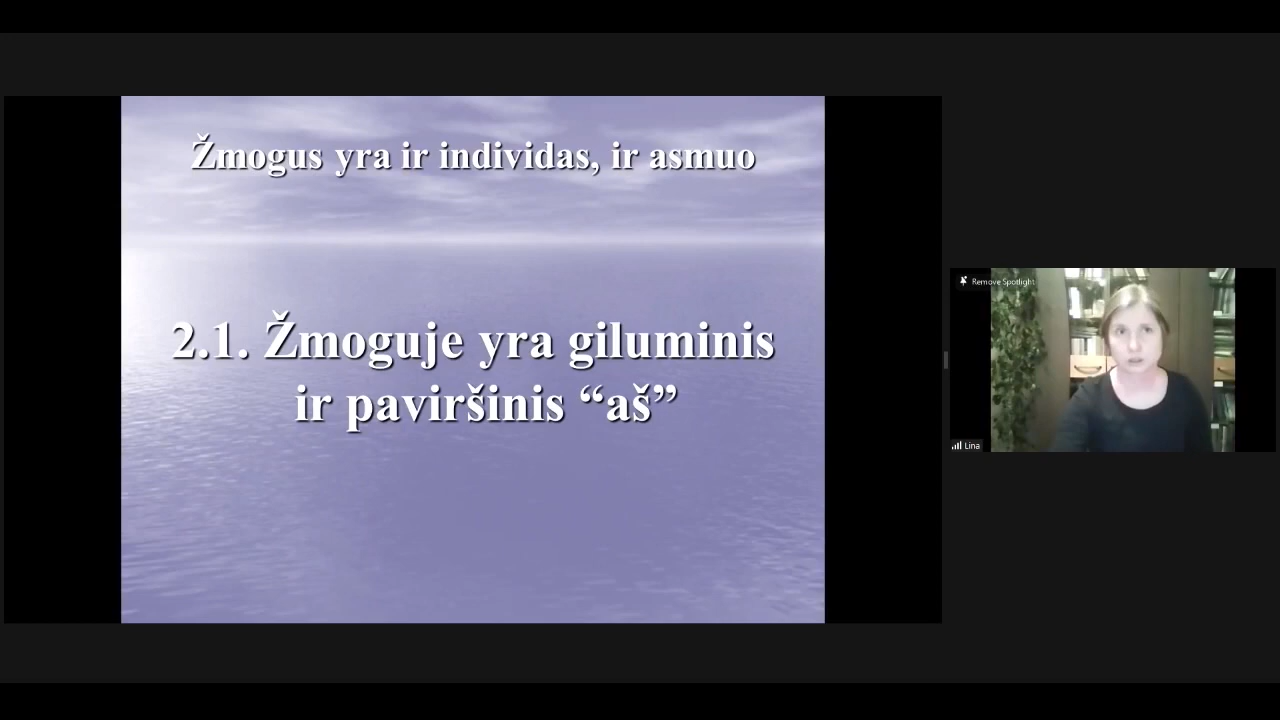 Žmogus yra ir individas, ir asmuo
2.1. Žmoguje yra giluminis
ir paviršinis “aš”
Remove Spotlight
Lina